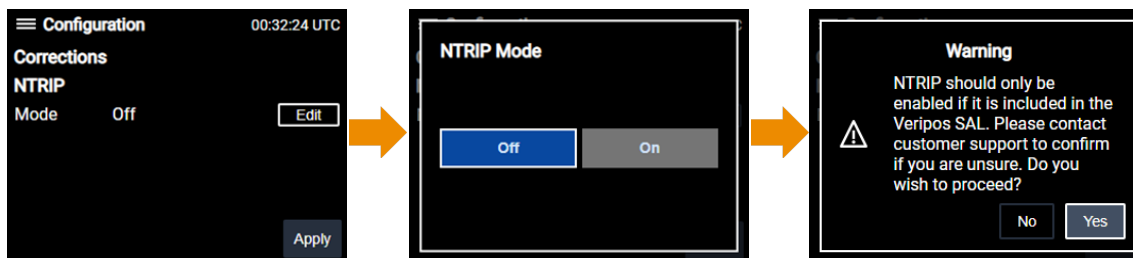 Configuration 00:32:24 UTC
Corrections
NTRIP
Mode Off Edit
Apply
NTRIP Mode
Off On
Warning
NTRIP should only be
enabled if it is included in the
Veripos SAL. Please contact
customer support to confirm
if you are unsure. Do you
wish to proceed?
No Yes